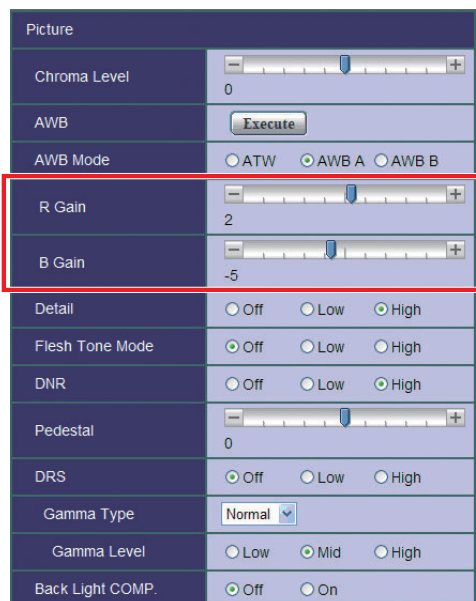 Picture
Chroma Level
0
AWB Execute
AWB Mode ATW AWB A AWB B
R Gain
2
B Gain
-5
Detail Off Low High
Flesh Tone Mode Off Low High
DNR Off Low High
Pedestal
0
DRS Off Low High
Gamma Type Normal
Gamma Level Low Mid High
Back Light COMP. Off On